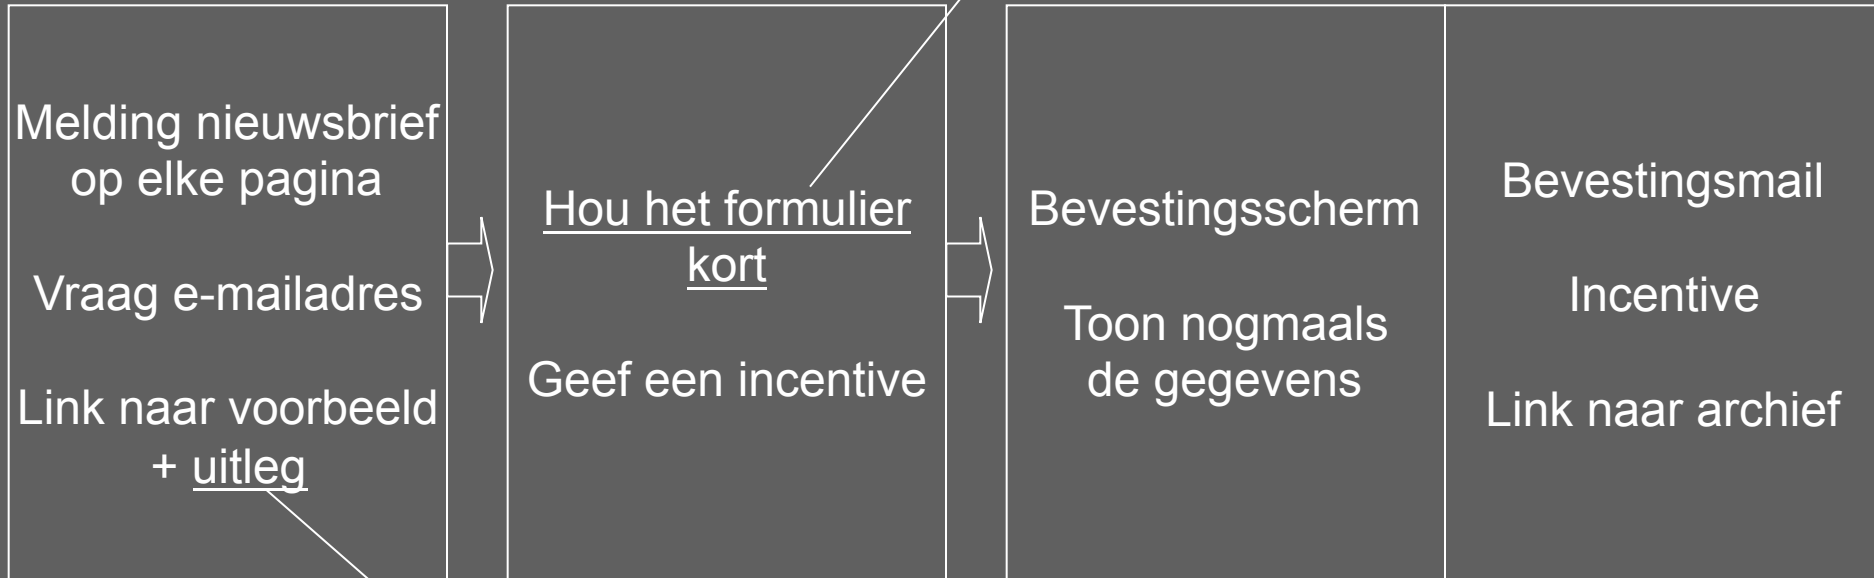 Melding nieuwsbrief
op elke pagina
Vraag e-mailadres
Link naar voorbeeld
+ uitleg
Hou het formulier
kort
Geef een incentive
Bevestingsscherm
Toon nogmaals
de gegevens
Bevestingsmail
Incentive
Link naar archief